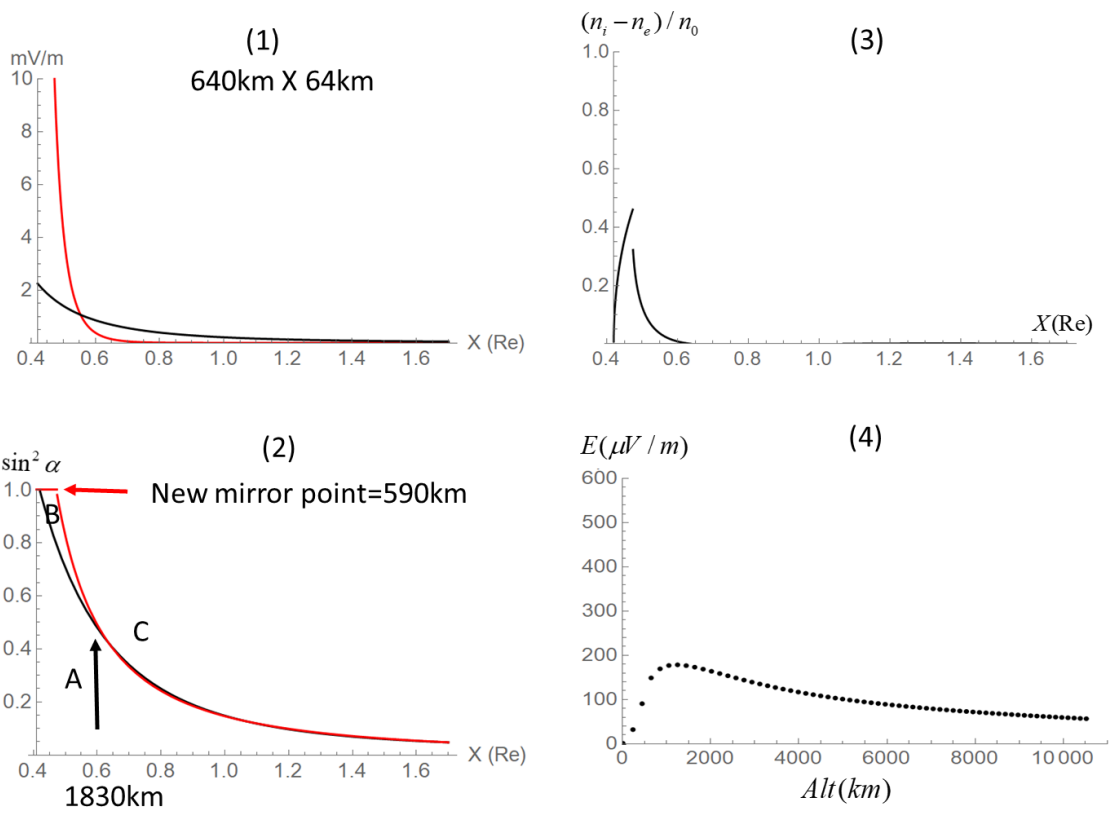 (1)
mV/m
640km X 64km
10
8
6
4
2
0.4 0.6 0.8 1.0 1.2 1.4 1.6
X (Re)
(3)
(n_i − n_e) / n_0
1.0
0.8
0.6
0.4
0.2
X(Re)
0.4 0.6 0.8 1.0 1.2 1.4 1.6
(2)
sin² α
New mirror point=590km
1.0
B
0.8
0.6
C
0.4
A
0.2
0.4 0.6 0.8 1.0 1.2 1.4 1.6
X (Re)
1830km
(4)
E(μV / m)
600
500
400
300
200
100
0
0 2000 4000 6000 8000 10 000
Alt(km)